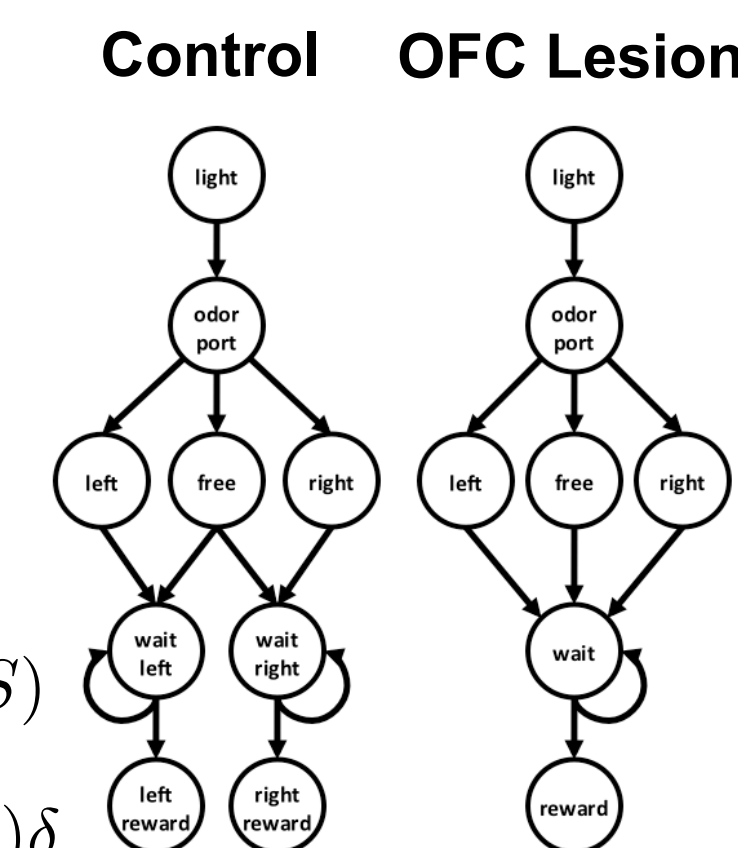 Control
light
odor
port
left
free
right
wait
left
wait
right
left
reward
right
reward
OFC Lesion
light
odor
port
left
free
right
wait
reward
S)
)δ